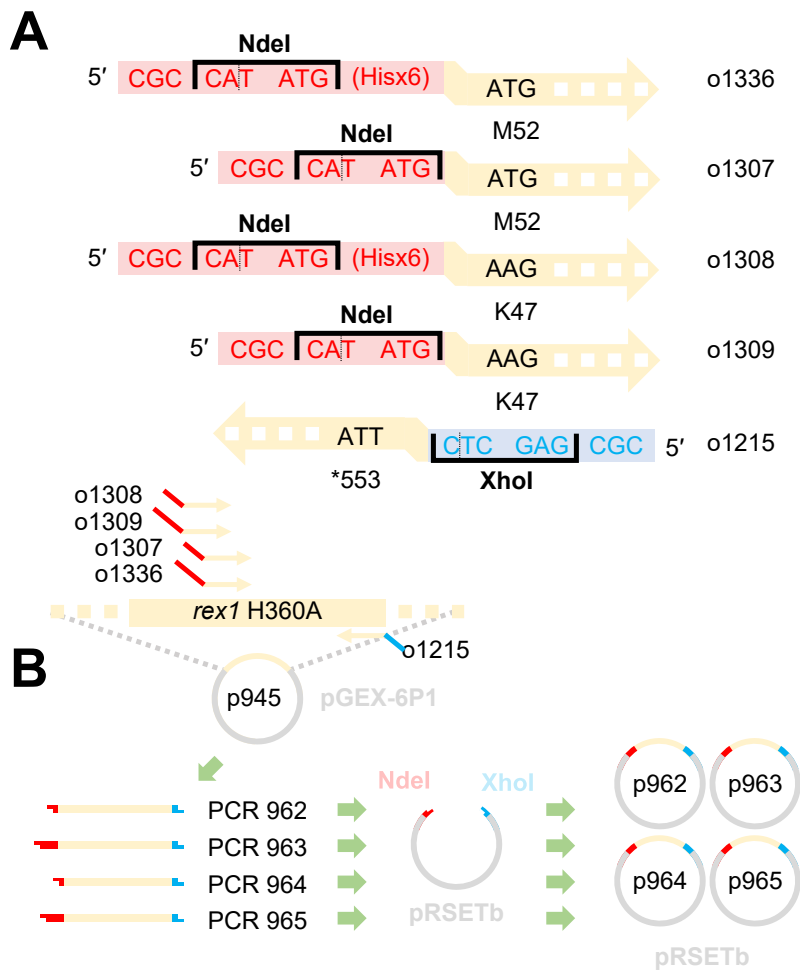 A
NdeI
5′ CGC CAT ATG (Hisx6) ATG o1336
M52
NdeI
5′ CGC CAT ATG ATG o1307
M52
NdeI
5′ CGC CAT ATG (Hisx6) AAG o1308
K47
NdeI
5′ CGC CAT ATG AAG o1309
K47
ATT CTC GAG CGC 5′ o1215
*553 XhoI
o1308
o1309
o1307
o1336
rex1 H360A
o1215
B
p945 pGEX-6P1
NdeI XhoI
PCR 962
PCR 963
PCR 964
PCR 965
pRSETb
p962 p963
p964 p965
pRSETb